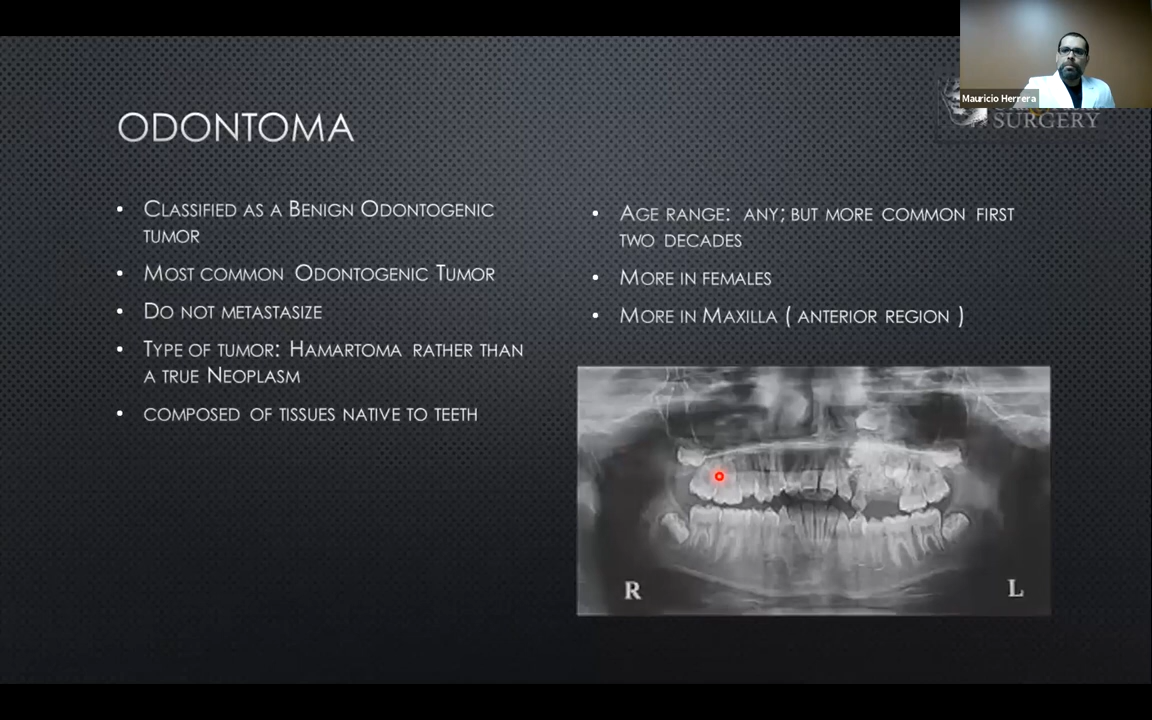 Mauricio Herrera
SURGERY
ODONTOMA
• CLASSIFIED AS A BENIGN ODONTOGENIC
TUMOR
• MOST COMMON ODONTOGENIC TUMOR
• DO NOT METASTASIZE
• TYPE OF TUMOR: HAMARTOMA RATHER THAN
A TRUE NEOPLASM
• COMPOSED OF TISSUES NATIVE TO TEETH
• AGE RANGE: ANY; BUT MORE COMMON FIRST
TWO DECADES
• MORE IN FEMALES
• MORE IN MAXILLA ( ANTERIOR REGION )
R
L